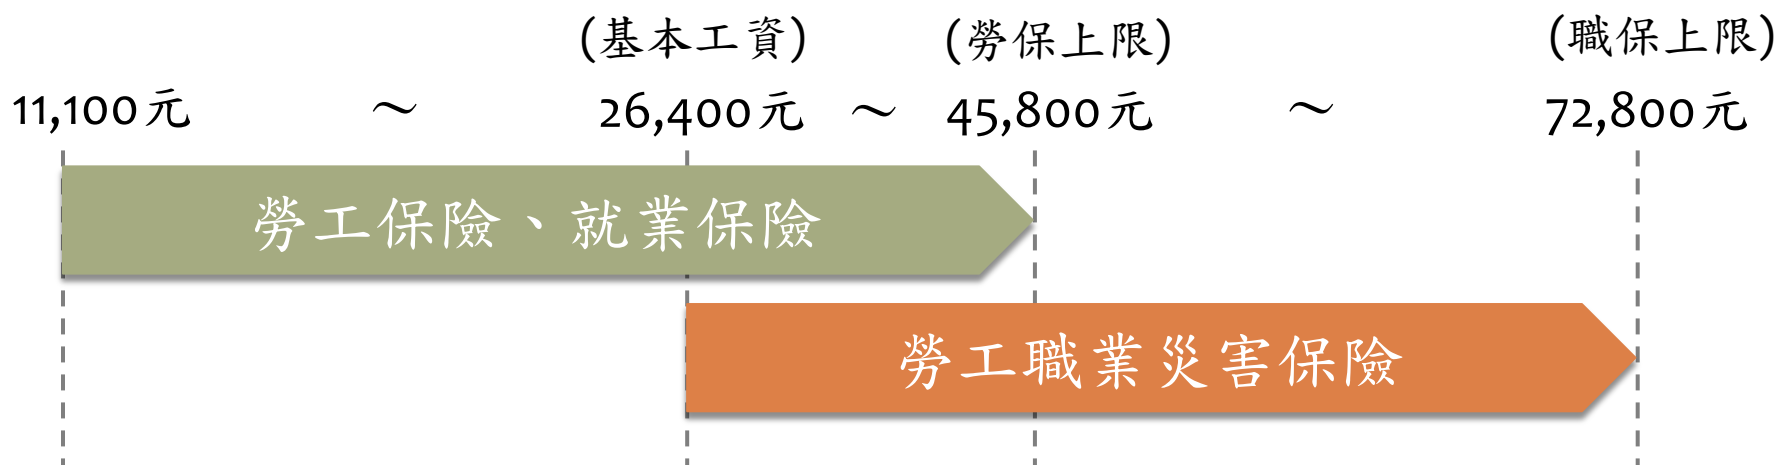 (基本工資) (勞保上限) (職保上限)
11,100元 ～ 26,400元 ～ 45,800元 ～ 72,800元
勞工保險、就業保險
勞工職業災害保險